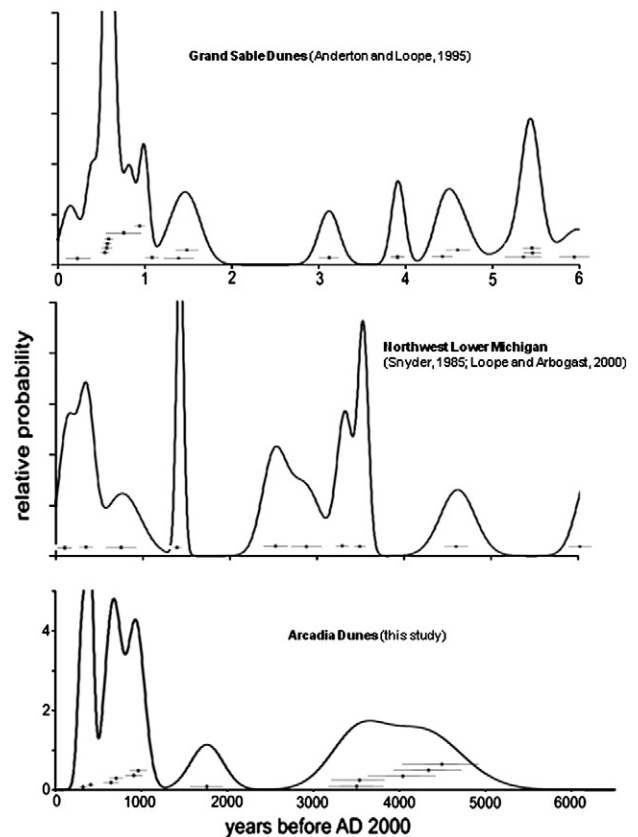 Grand Sable Dunes (Anderton and Loope, 1995)
0 1 2 3 4 5 6
Northwest Lower Michigan
(Snyder, 1985; Loope and Arbogast, 2000)
relative probability
Arcadia Dunes (this study)
4
2
0
0 1000 2000 3000 4000 5000 6000
years before AD 2000